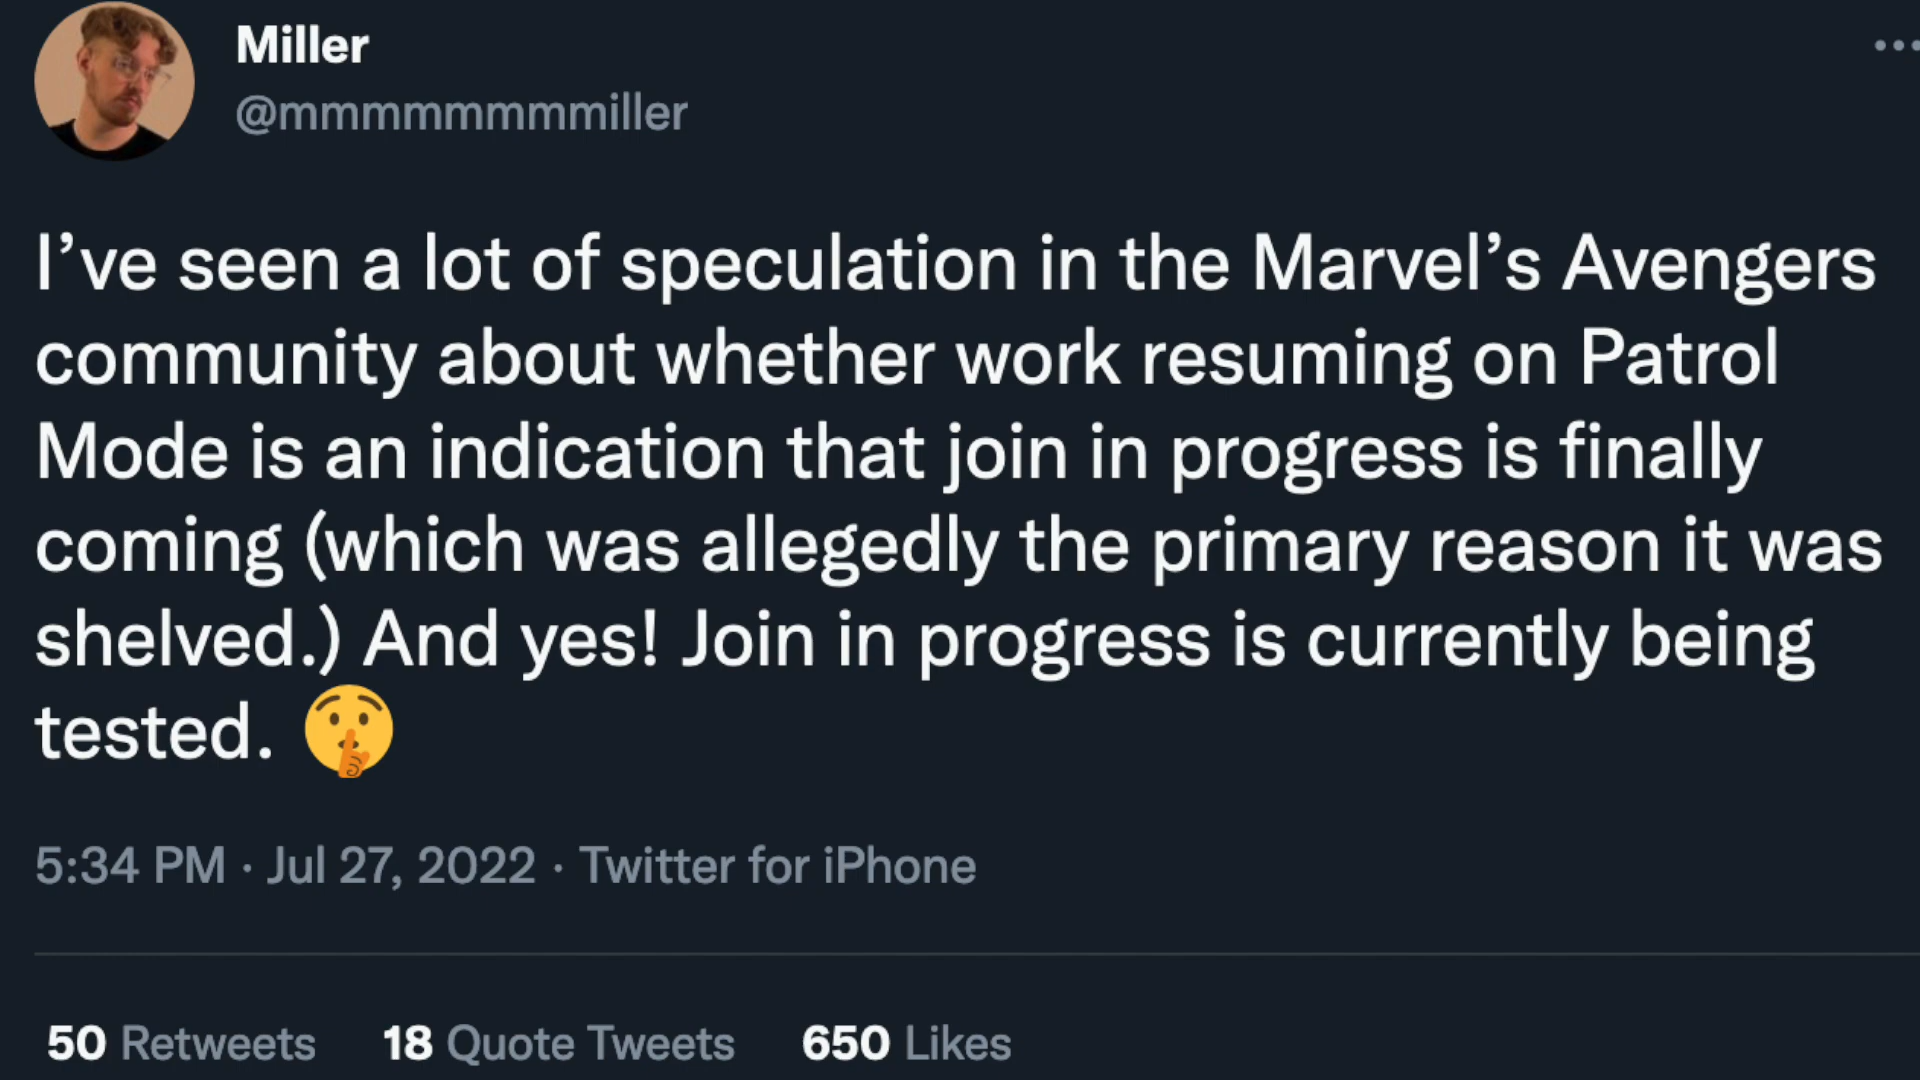 Miller
@mmmmmmmmiller
I’ve seen a lot of speculation in the Marvel’s Avengers
community about whether work resuming on Patrol
Mode is an indication that join in progress is finally
coming (which was allegedly the primary reason it was
shelved.) And yes! Join in progress is currently being
tested. 🤫
5:34 PM · Jul 27, 2022 · Twitter for iPhone
50 Retweets 18 Quote Tweets 650 Likes